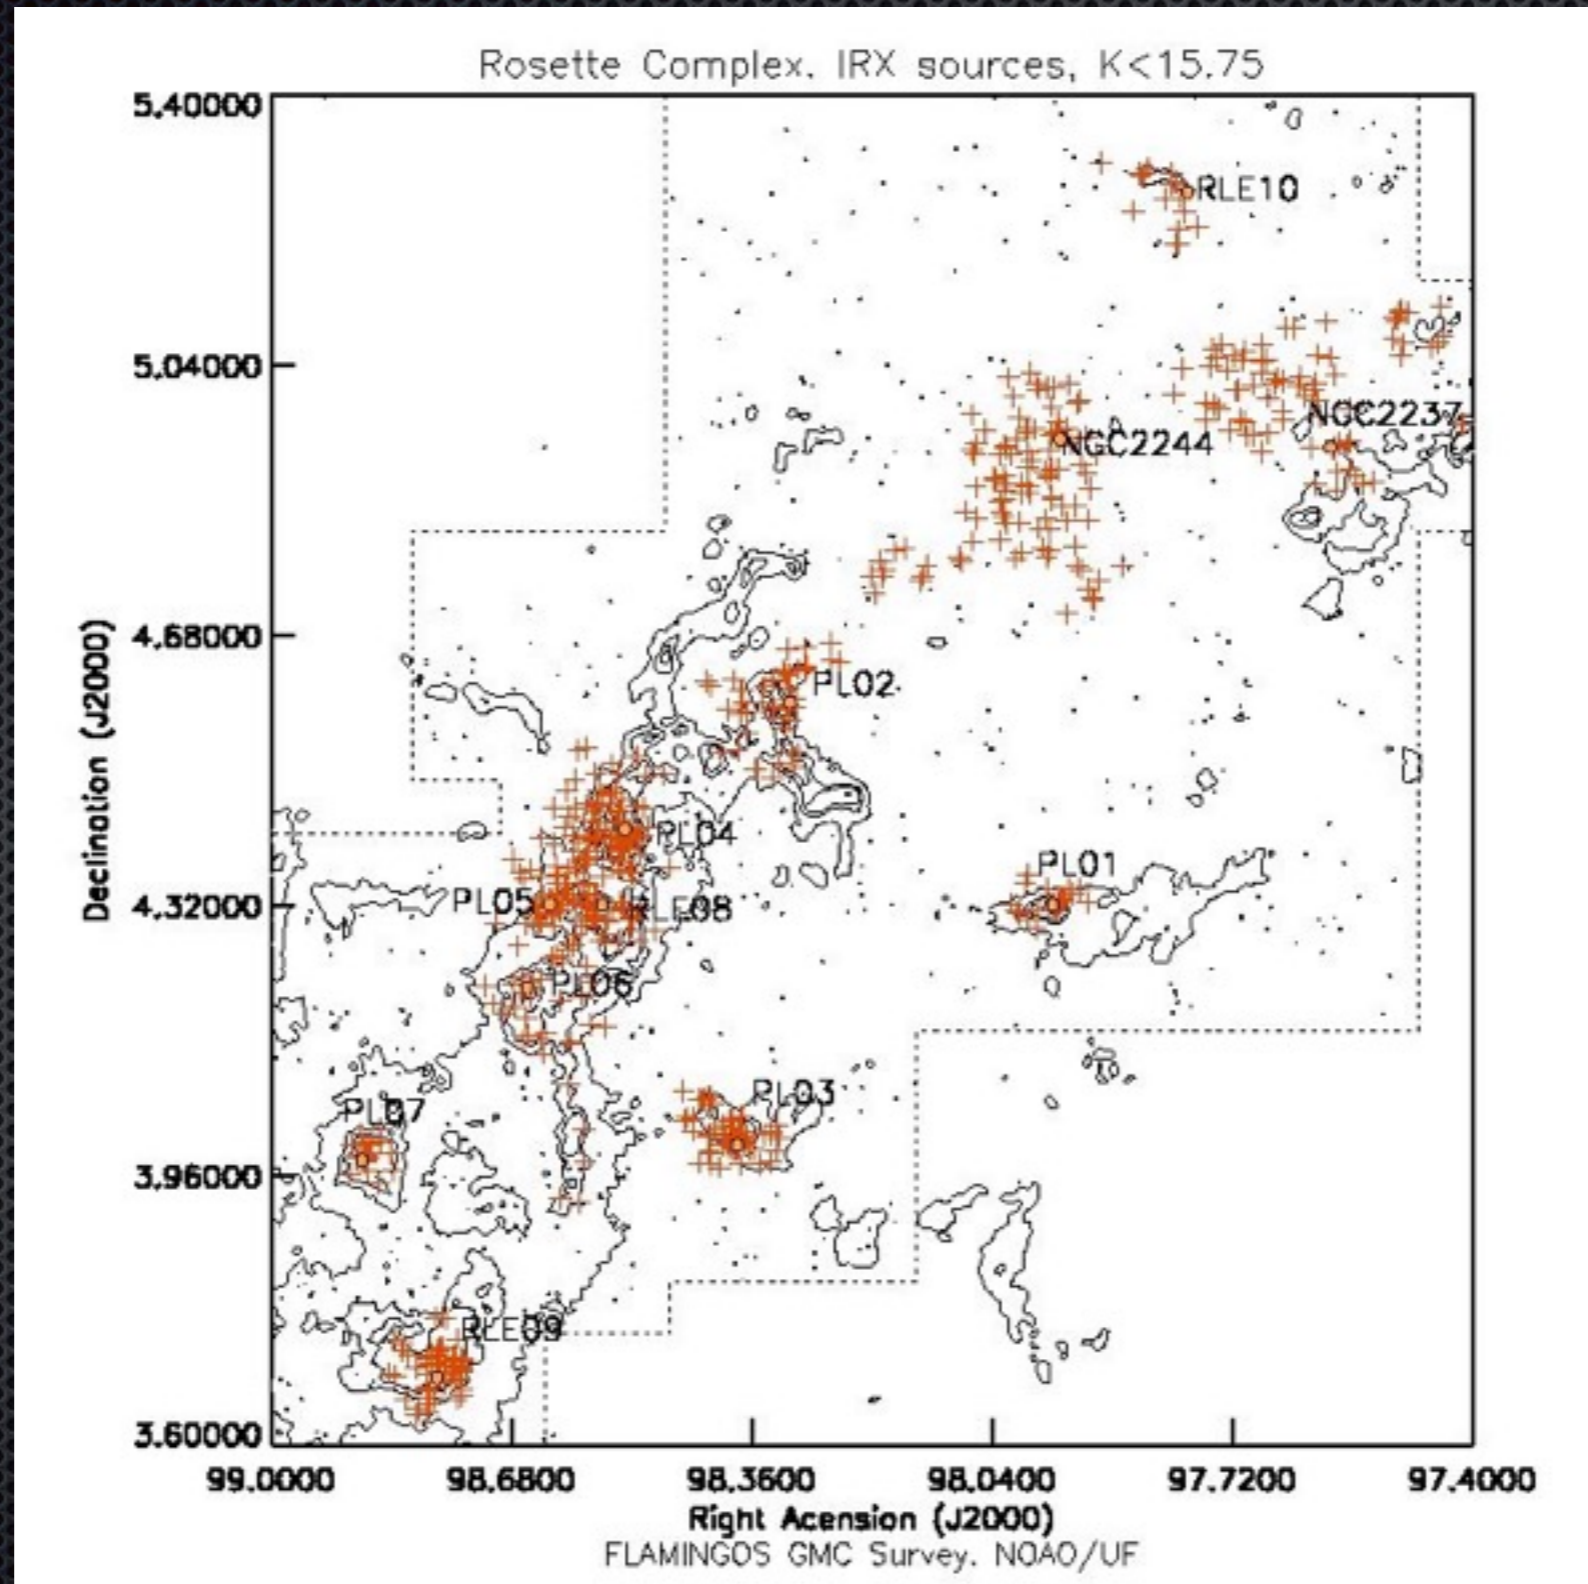 Rosette Complex. IRX sources, K<15.75
5.40000
RLE10
5.04000
NGC2237
NGC2244
4.68000
PL02
PL04
PL01
4.32000
PL05
RLE08
PL06
PL03
PL07
3.96000
RLE09
3.60000
99.0000 98.6800 98.3600 98.0400 97.7200 97.4000
Declination (J2000)
Right Acension (J2000)
FLAMINGOS GMC Survey. NOAO/UF